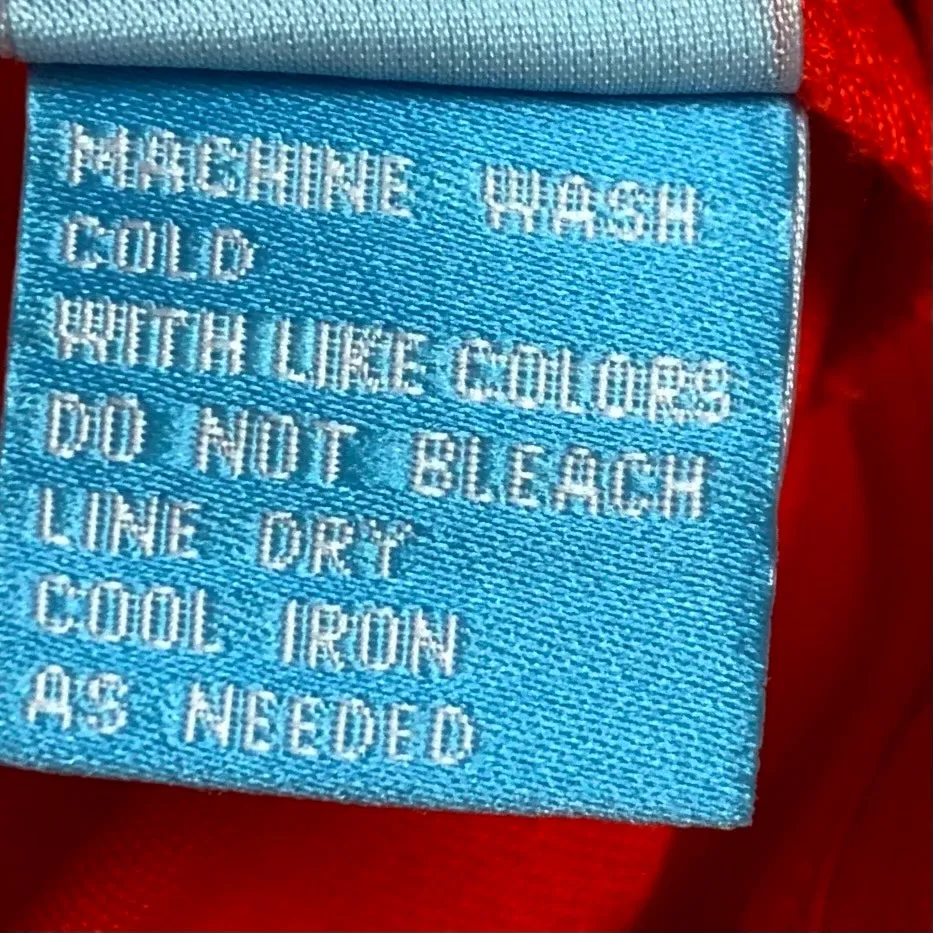 MACHINE WASH
COLD
WITH LIKE COLORS
DO NOT BLEACH
LINE DRY
COOL IRON
AS NEEDED